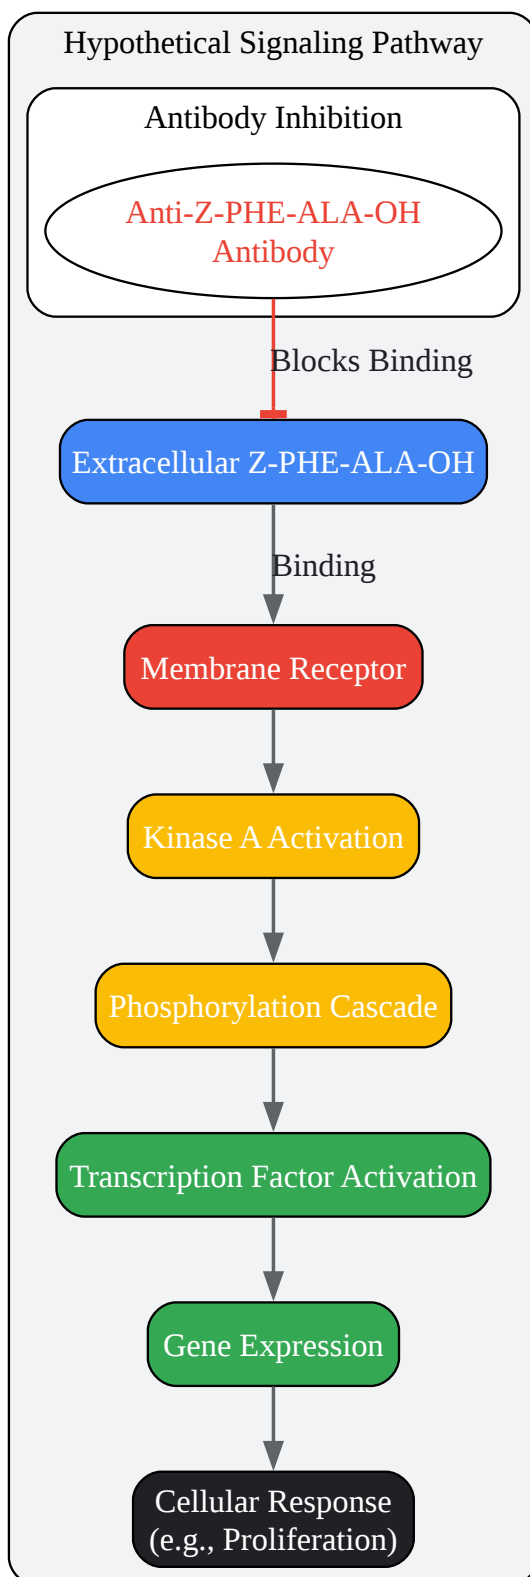 Hypothetical Signaling Pathway
Antibody Inhibition
Anti-Z-PHE-ALA-OH
Antibody
Blocks Binding
Extracellular Z-PHE-ALA-OH
Binding
Membrane Receptor
Kinase A Activation
Phosphorylation Cascade
Transcription Factor Activation
Gene Expression
Cellular Response
(e.g., Proliferation)